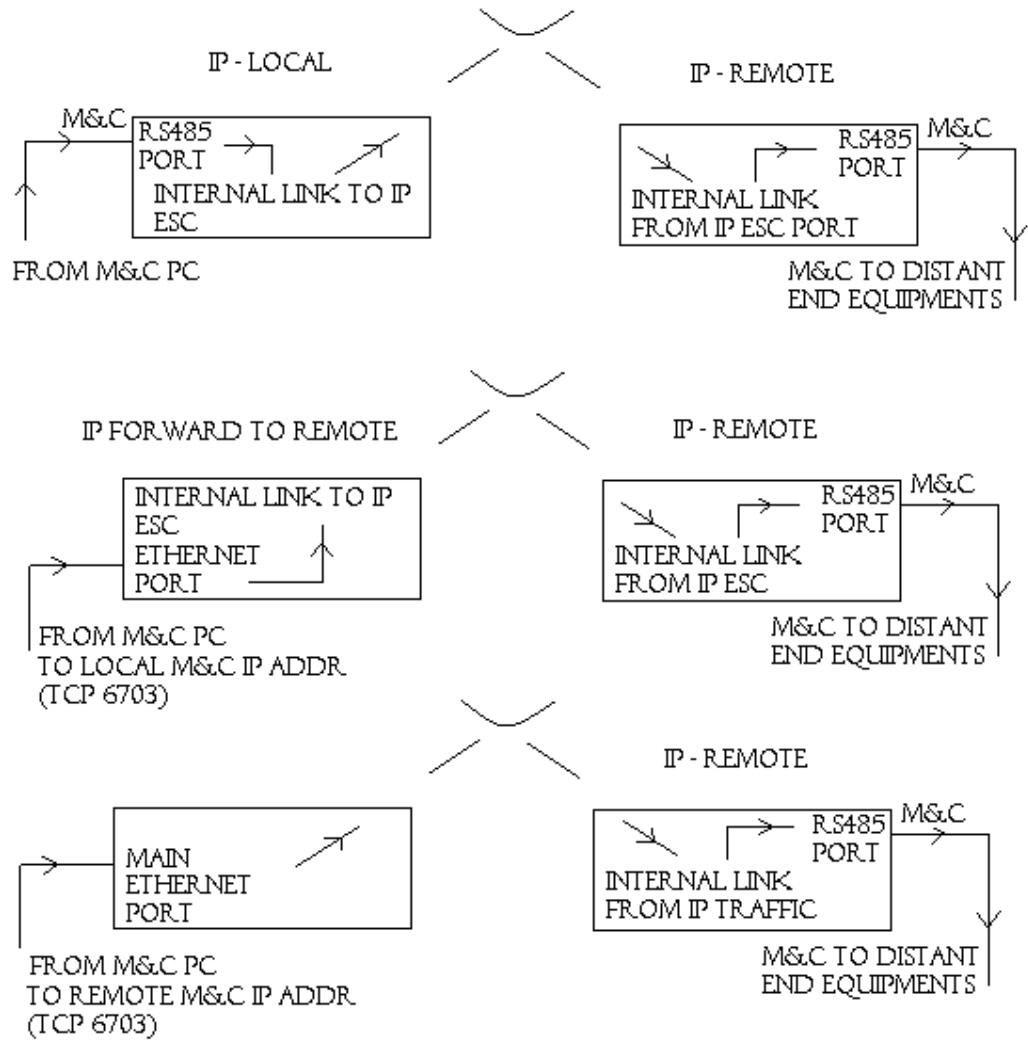 IP - LOCAL
M&C
RS485
PORT
INTERNAL LINK TO IP
ESC
FROM M&C PC
IP - REMOTE
RS485
PORT
M&C
INTERNAL LINK
FROM IP ESC PORT
M&C TO DISTANT
END EQUIPMENTS
IP FORWARD TO REMOTE
INTERNAL LINK TO IP
ESC
ETHERNET
PORT
FROM M&C PC
TO LOCAL M&C IP ADDR
(TCP 6703)
IP - REMOTE
RS485
PORT
M&C
INTERNAL LINK
FROM IP ESC
M&C TO DISTANT
END EQUIPMENTS
MAIN
ETHERNET
PORT
FROM M&C PC
TO REMOTE M&C IP ADDR
(TCP 6703)
IP - REMOTE
RS485
PORT
M&C
INTERNAL LINK
FROM IP TRAFFIC
M&C TO DISTANT
END EQUIPMENTS